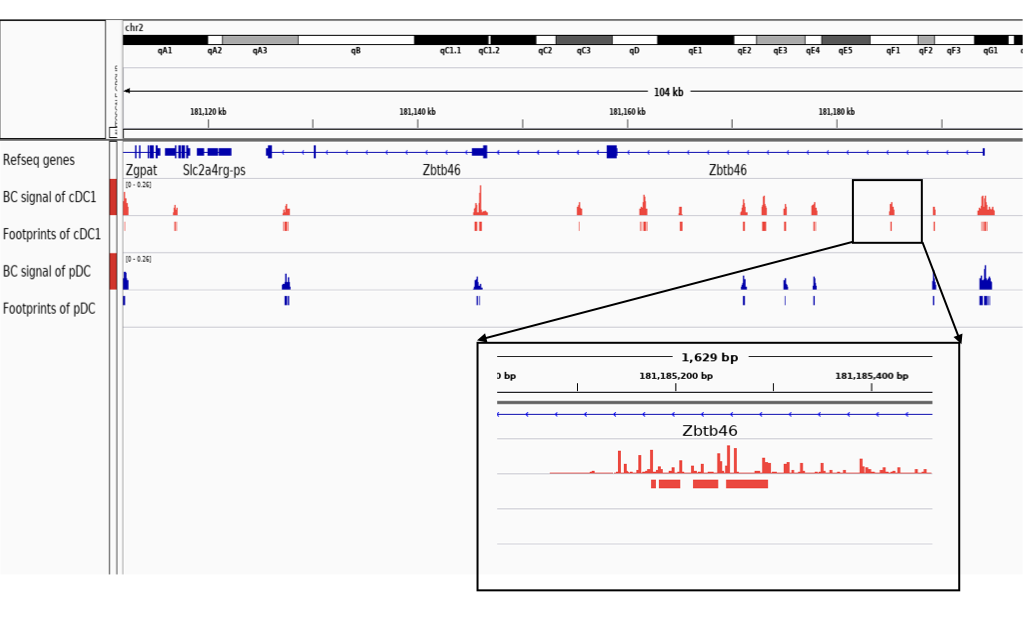 chr2
qA1 qA2 qA3 qB qC1.1 qC1.2 qC2 qC3 qD qE1 qE2 qE3 qE4 qE5 qF1 qF2 qF3 qG1
104 kb
181,120 kb 181,140 kb 181,160 kb 181,180 kb
Refseq genes
Zgpat Slc2a4rg-ps Zbtb46 Zbtb46
[0 - 0.26]
BC signal of cDC1
Footprints of cDC1
[0 - 0.26]
BC signal of pDC
Footprints of pDC
1,629 bp
0 bp 181,185,200 bp 181,185,400 bp
Zbtb46